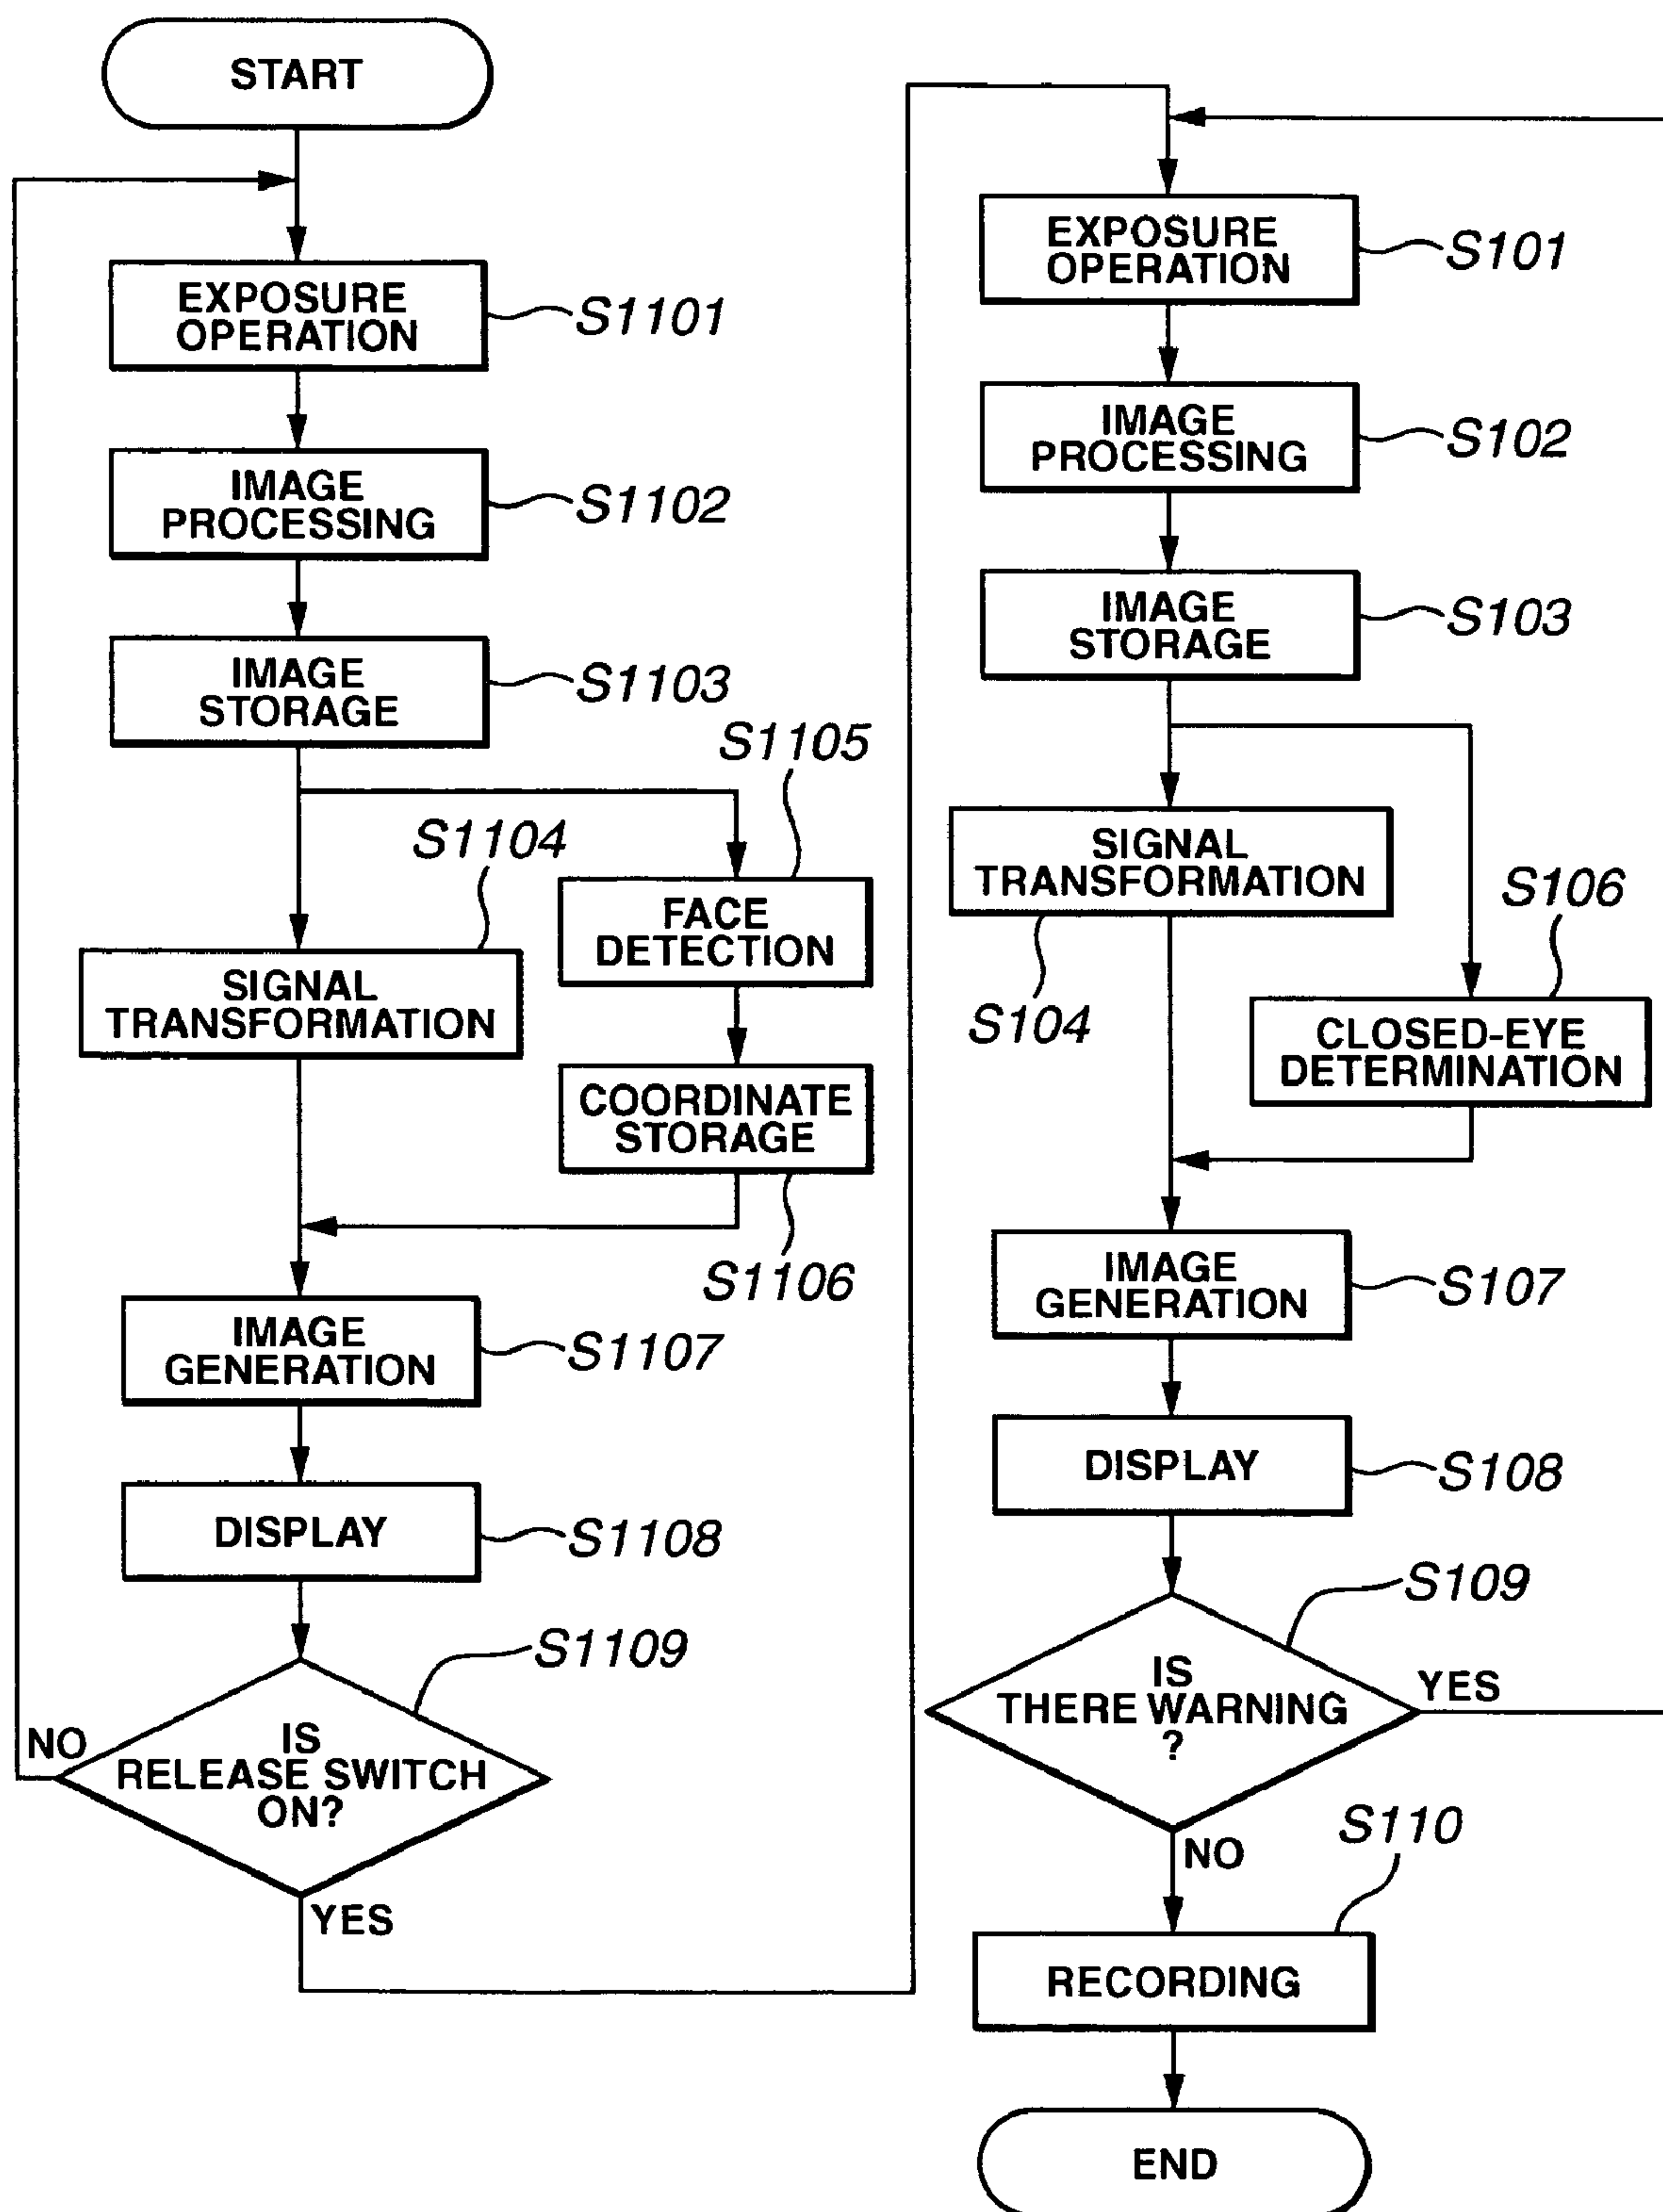 START
EXPOSURE
OPERATION
S1101
IMAGE
PROCESSING
S1102
IMAGE
STORAGE
S1103
S1105
S1104
FACE
DETECTION
SIGNAL
TRANSFORMATION
COORDINATE
STORAGE
S1106
IMAGE
GENERATION
S1107
DISPLAY
S1108
S1109
IS
RELEASE SWITCH
ON?
NO
YES
EXPOSURE
OPERATION
S101
IMAGE
PROCESSING
S102
IMAGE
STORAGE
S103
SIGNAL
TRANSFORMATION
S104
S106
CLOSED-EYE
DETERMINATION
IMAGE
GENERATION
S107
DISPLAY
S108
S109
IS
THERE WARNING
?
YES
NO
S110
RECORDING
END